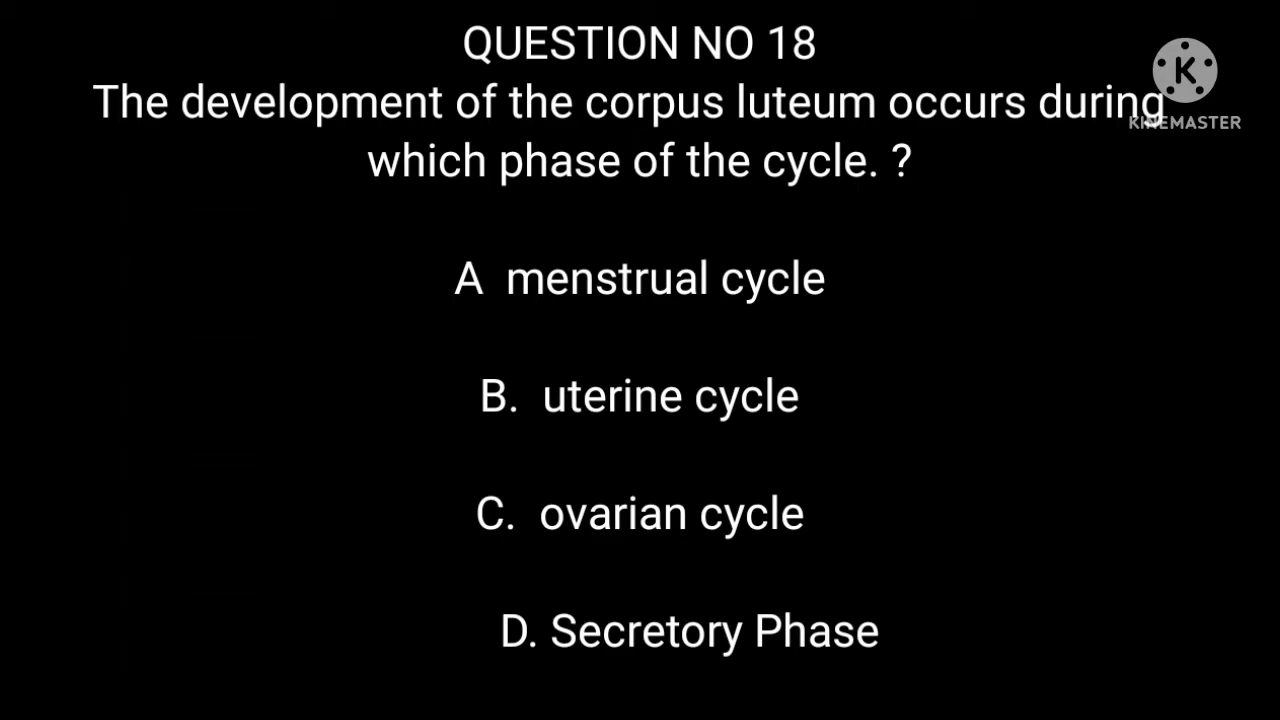 QUESTION NO 18
The development of the corpus luteum occurs during
which phase of the cycle. ?
A  menstrual cycle
B.  uterine cycle
C.  ovarian cycle
D. Secretory Phase
K
KINEMASTER